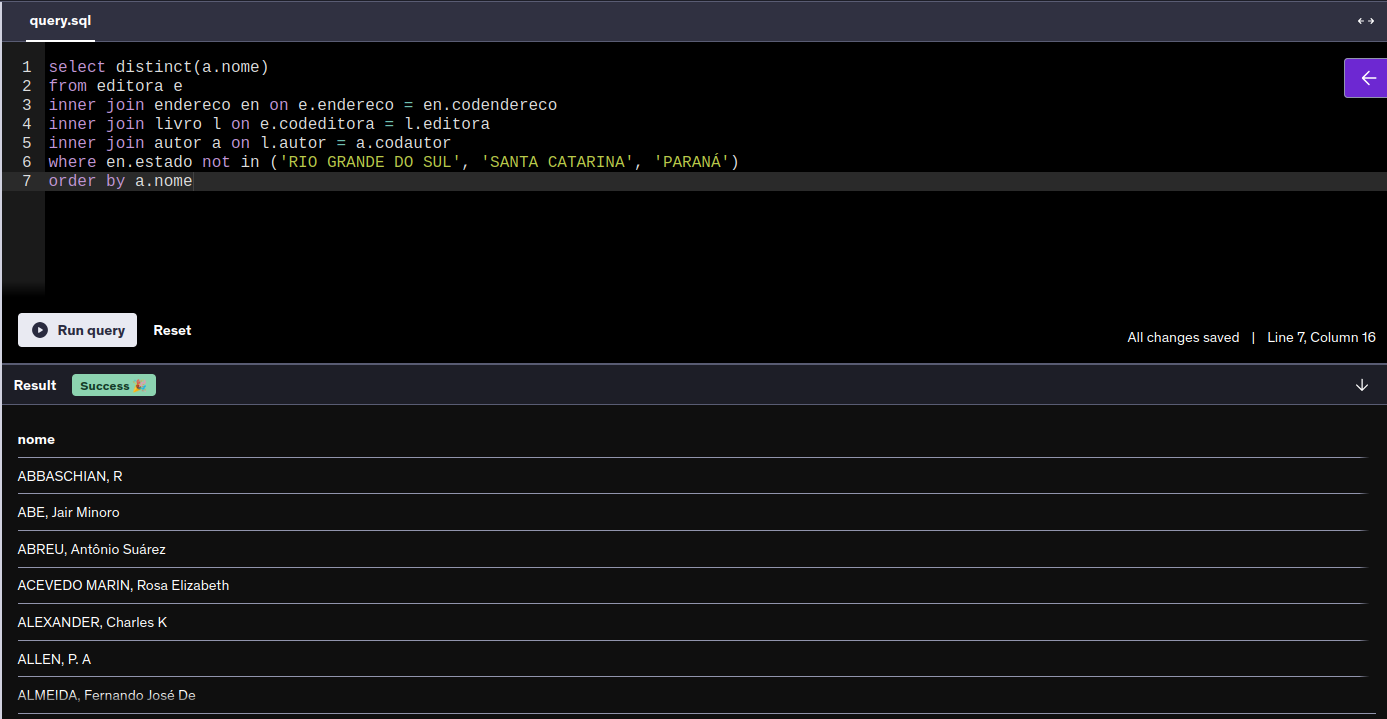 query.sql
1 select distinct(a.nome)
2 from editora e
3 inner join endereco en on e.endereco = en.codendereco
4 inner join livro l on e.codeditora = l.editora
5 inner join autor a on l.autor = a.codautor
6 where en.estado not in ('RIO GRANDE DO SUL', 'SANTA CATARINA', 'PARANÁ')
7 order by a.nome
Run query Reset
All changes saved | Line 7, Column 16
Result Success 🎉
nome
ABBASCHIAN, R
ABE, Jair Minoro
ABREU, Antônio Suárez
ACEVEDO MARIN, Rosa Elizabeth
ALEXANDER, Charles K
ALLEN, P. A
ALMEIDA, Fernando José De